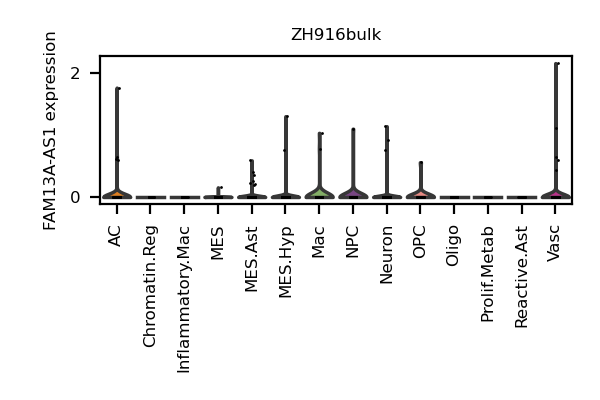 ZH916bulk
FAM13A-AS1 expression
2
0
AC
Chromatin.Reg
Inflammatory.Mac
MES
MES.Ast
MES.Hyp
Mac
NPC
Neuron
OPC
Oligo
Prolif.Metab
Reactive.Ast
Vasc